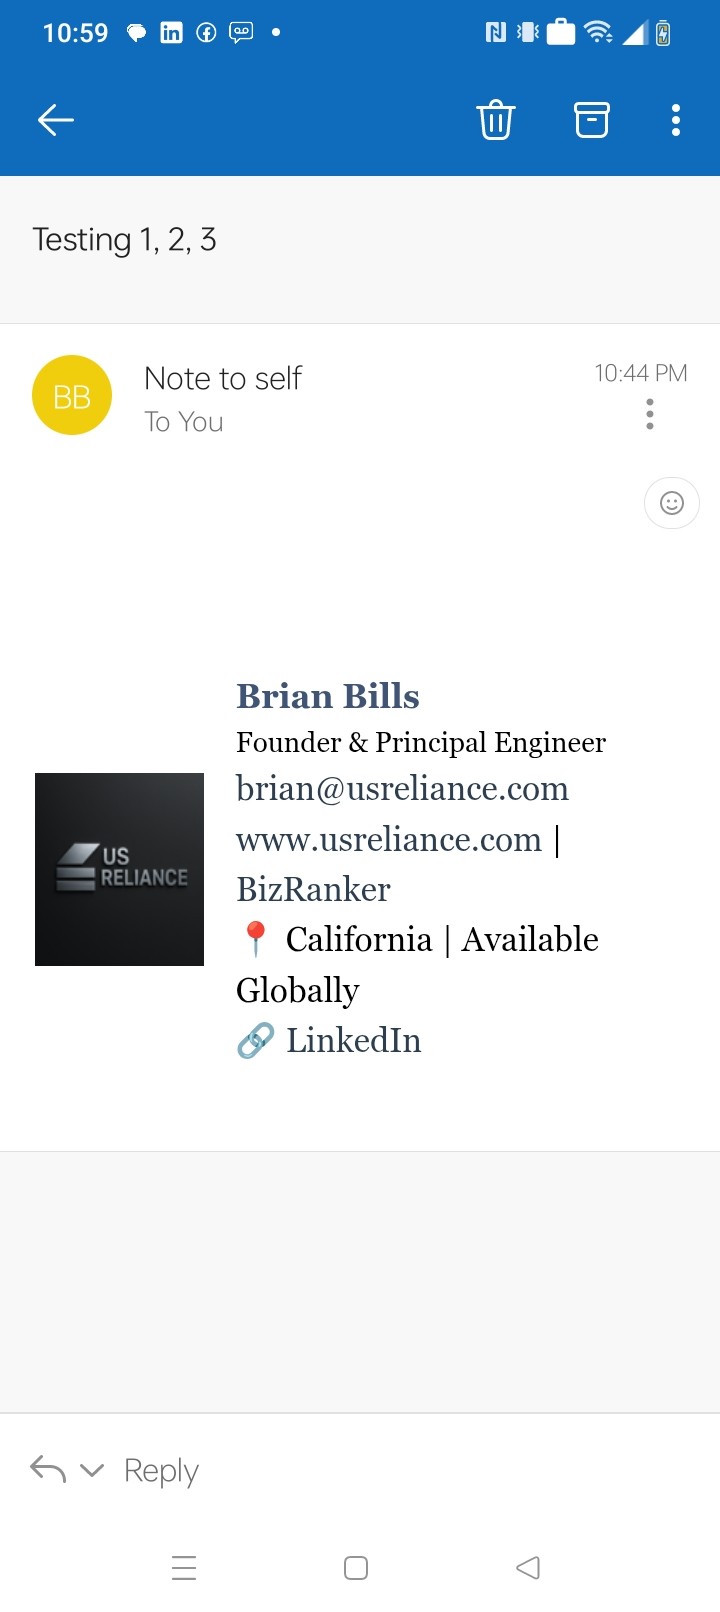 10:59
Testing 1, 2, 3
BB
Note to self
10:44 PM
To You
Brian Bills
Founder & Principal Engineer
brian@usreliance.com
www.usreliance.com |
BizRanker
📍 California | Available
Globally
🔗 LinkedIn
US
RELIANCE
Reply